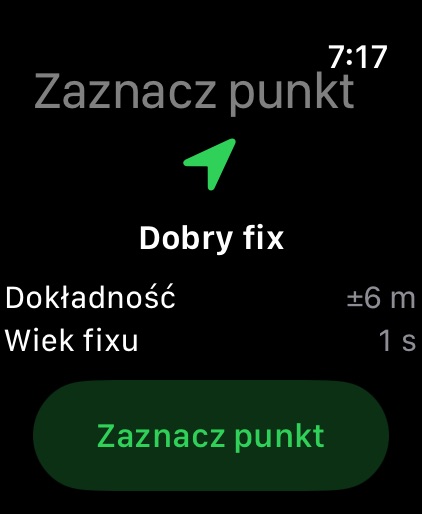 7:17
Zaznacz punkt
Dobry fix
Dokładność ±6 m
Wiek fixu 1 s
Zaznacz punkt